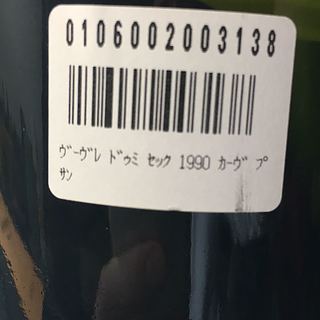 0106002003138
ｳﾞｰｳﾞﾚ ﾄﾞｩﾐ ｾｯｸ 1990 ｶｰｳﾞ ﾌﾟ
ｻﾝ